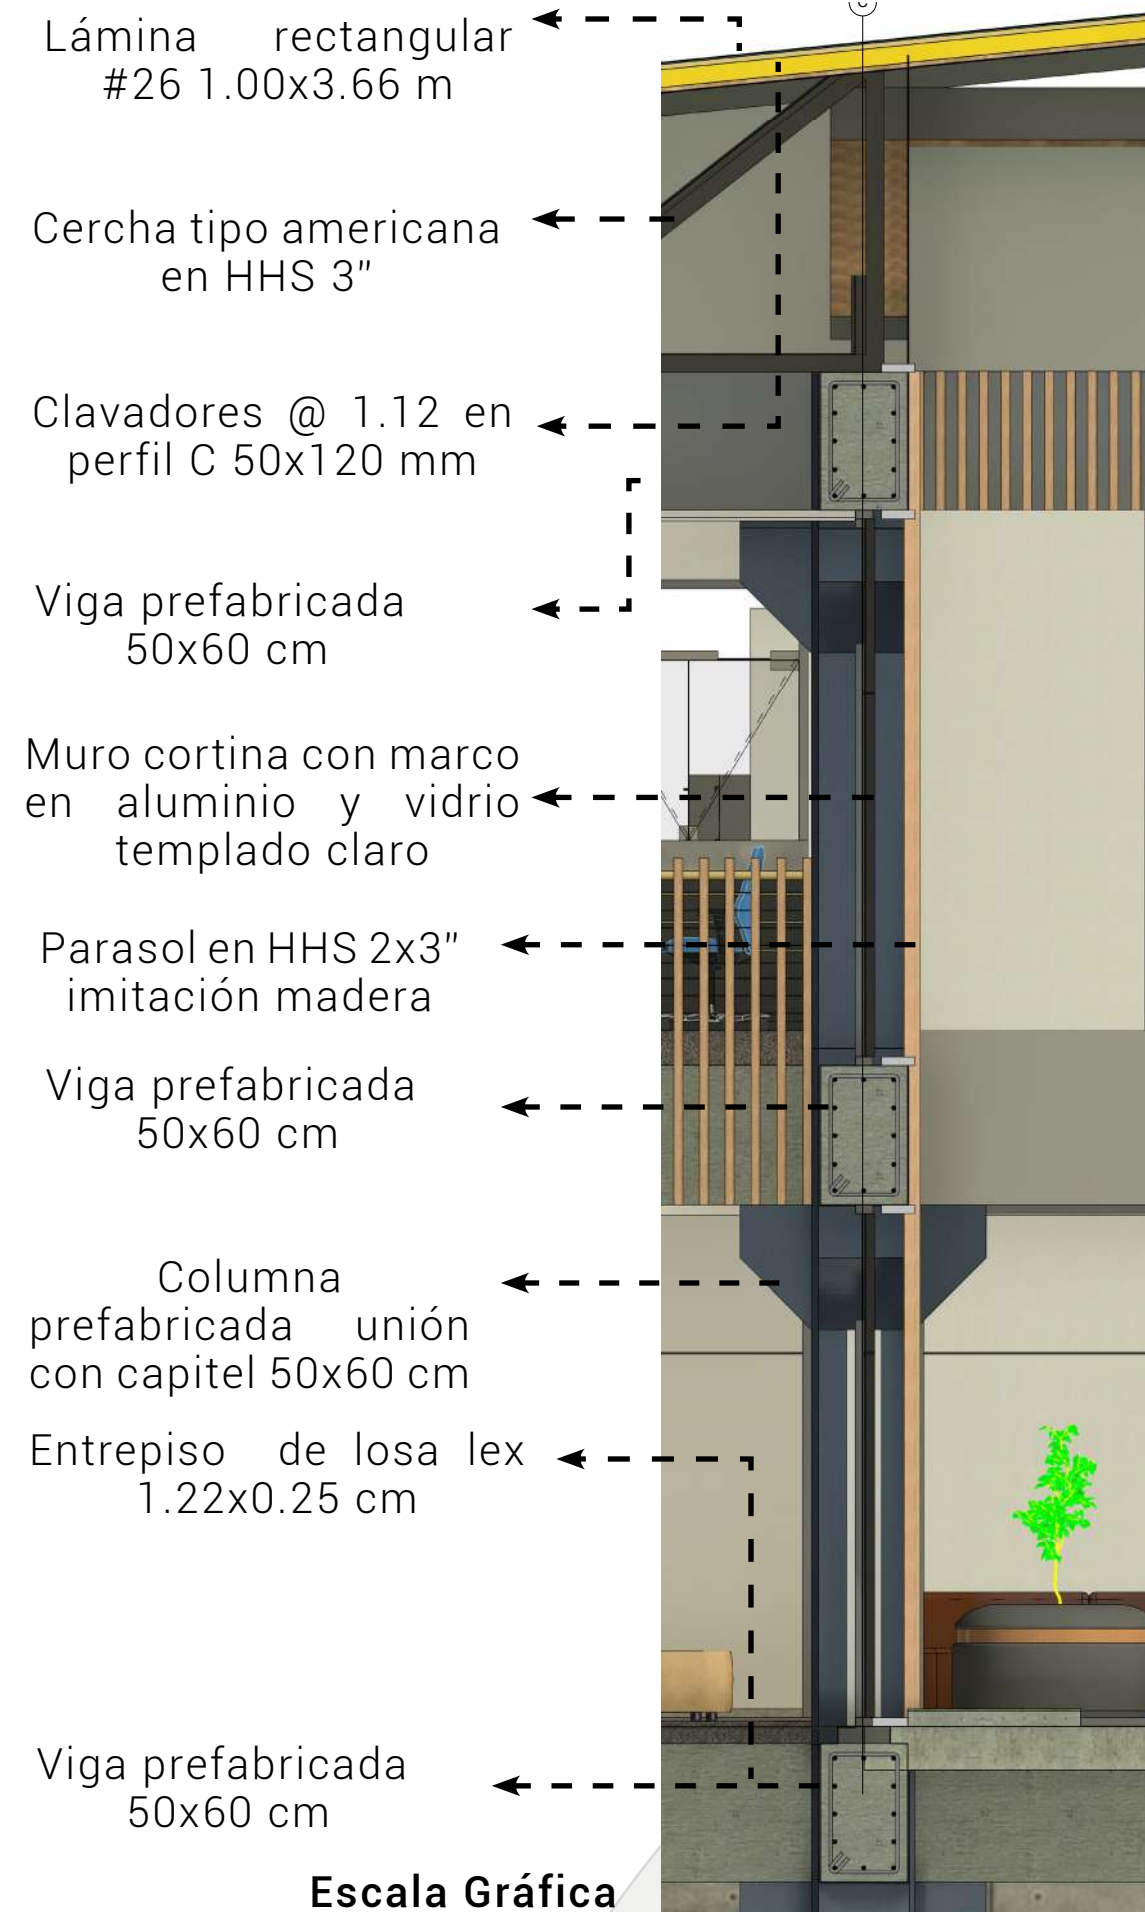 Lámina rectangular
#26 1.00x3.66 m
Cercha tipo americana
en HHS 3"
Clavadores @ 1.12 en
perfil C 50x120 mm
Viga prefabricada
50x60 cm
Muro cortina con marco
en aluminio y vidrio
templado claro
Parasol en HHS 2x3"
imitación madera
Viga prefabricada
50x60 cm
Columna
prefabricada unión
con capitel 50x60 cm
Entrepiso de losa lex
1.22x0.25 cm
Viga prefabricada
50x60 cm
Escala Gráfica